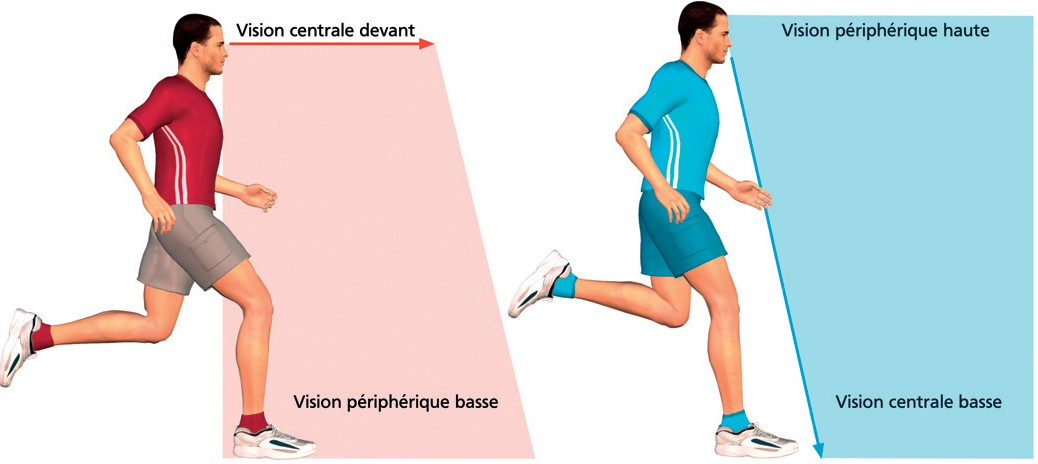 Vision centrale devant
Vision périphérique haute
Vision périphérique basse
Vision centrale basse